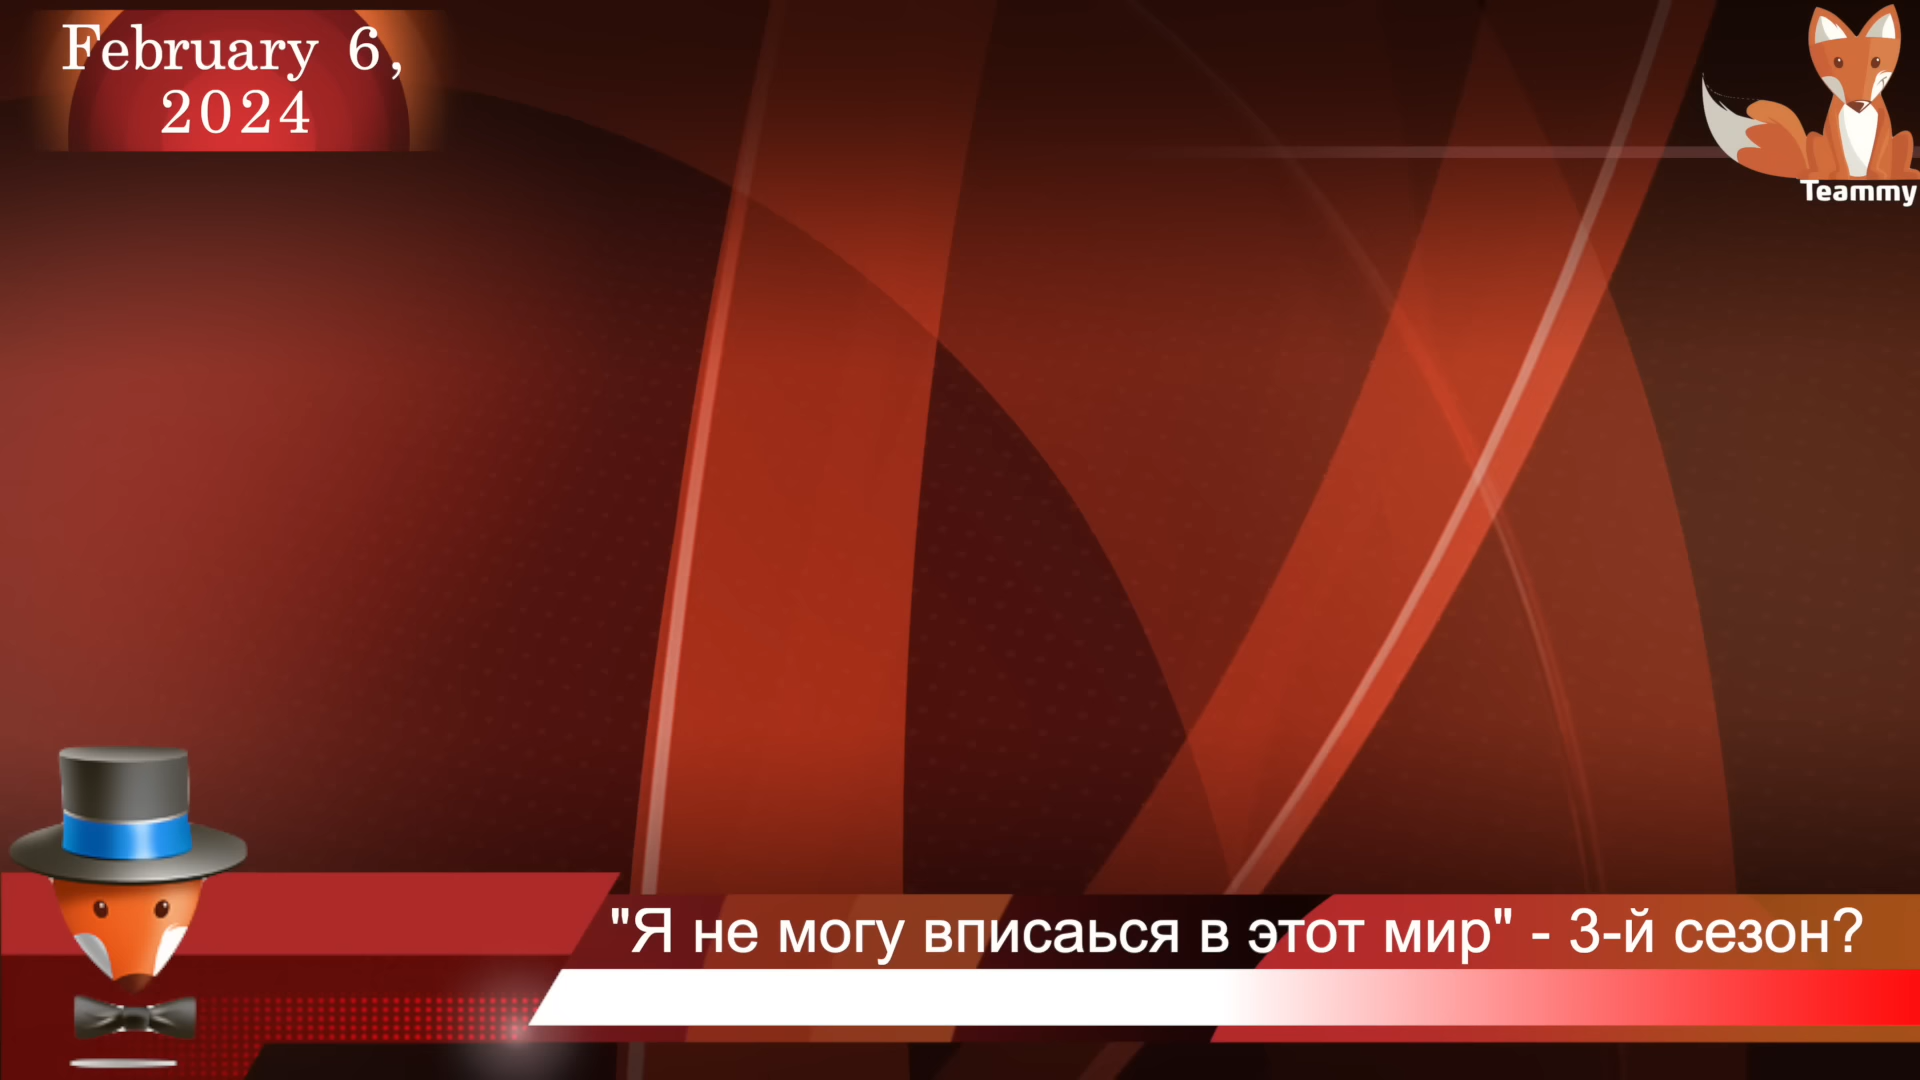 February 6,
2024
Teammy
"Я не могу вписаься в этот мир" - 3-й сезон?